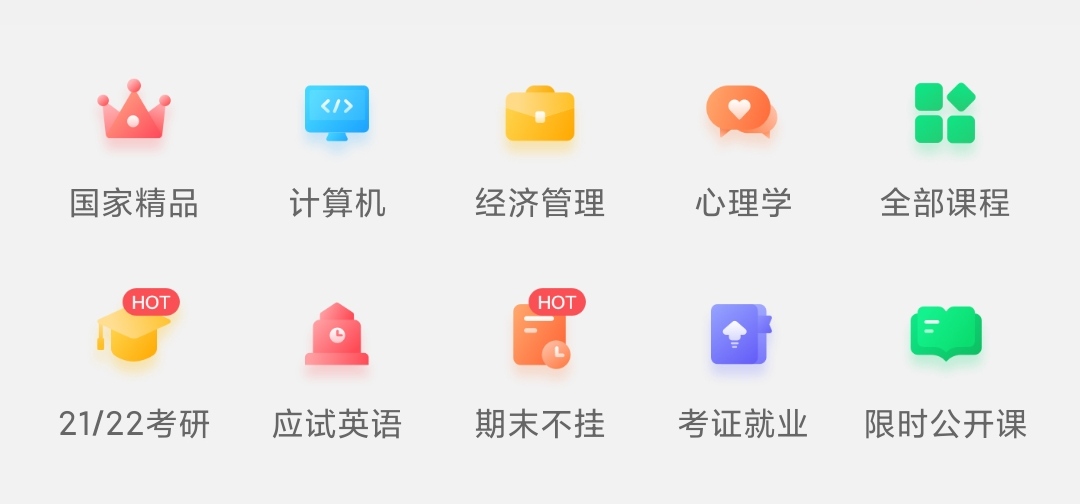 国家精品
计算机
经济管理
心理学
全部课程
HOT
21/22考研
应试英语
HOT
期末不挂
考证就业
限时公开课